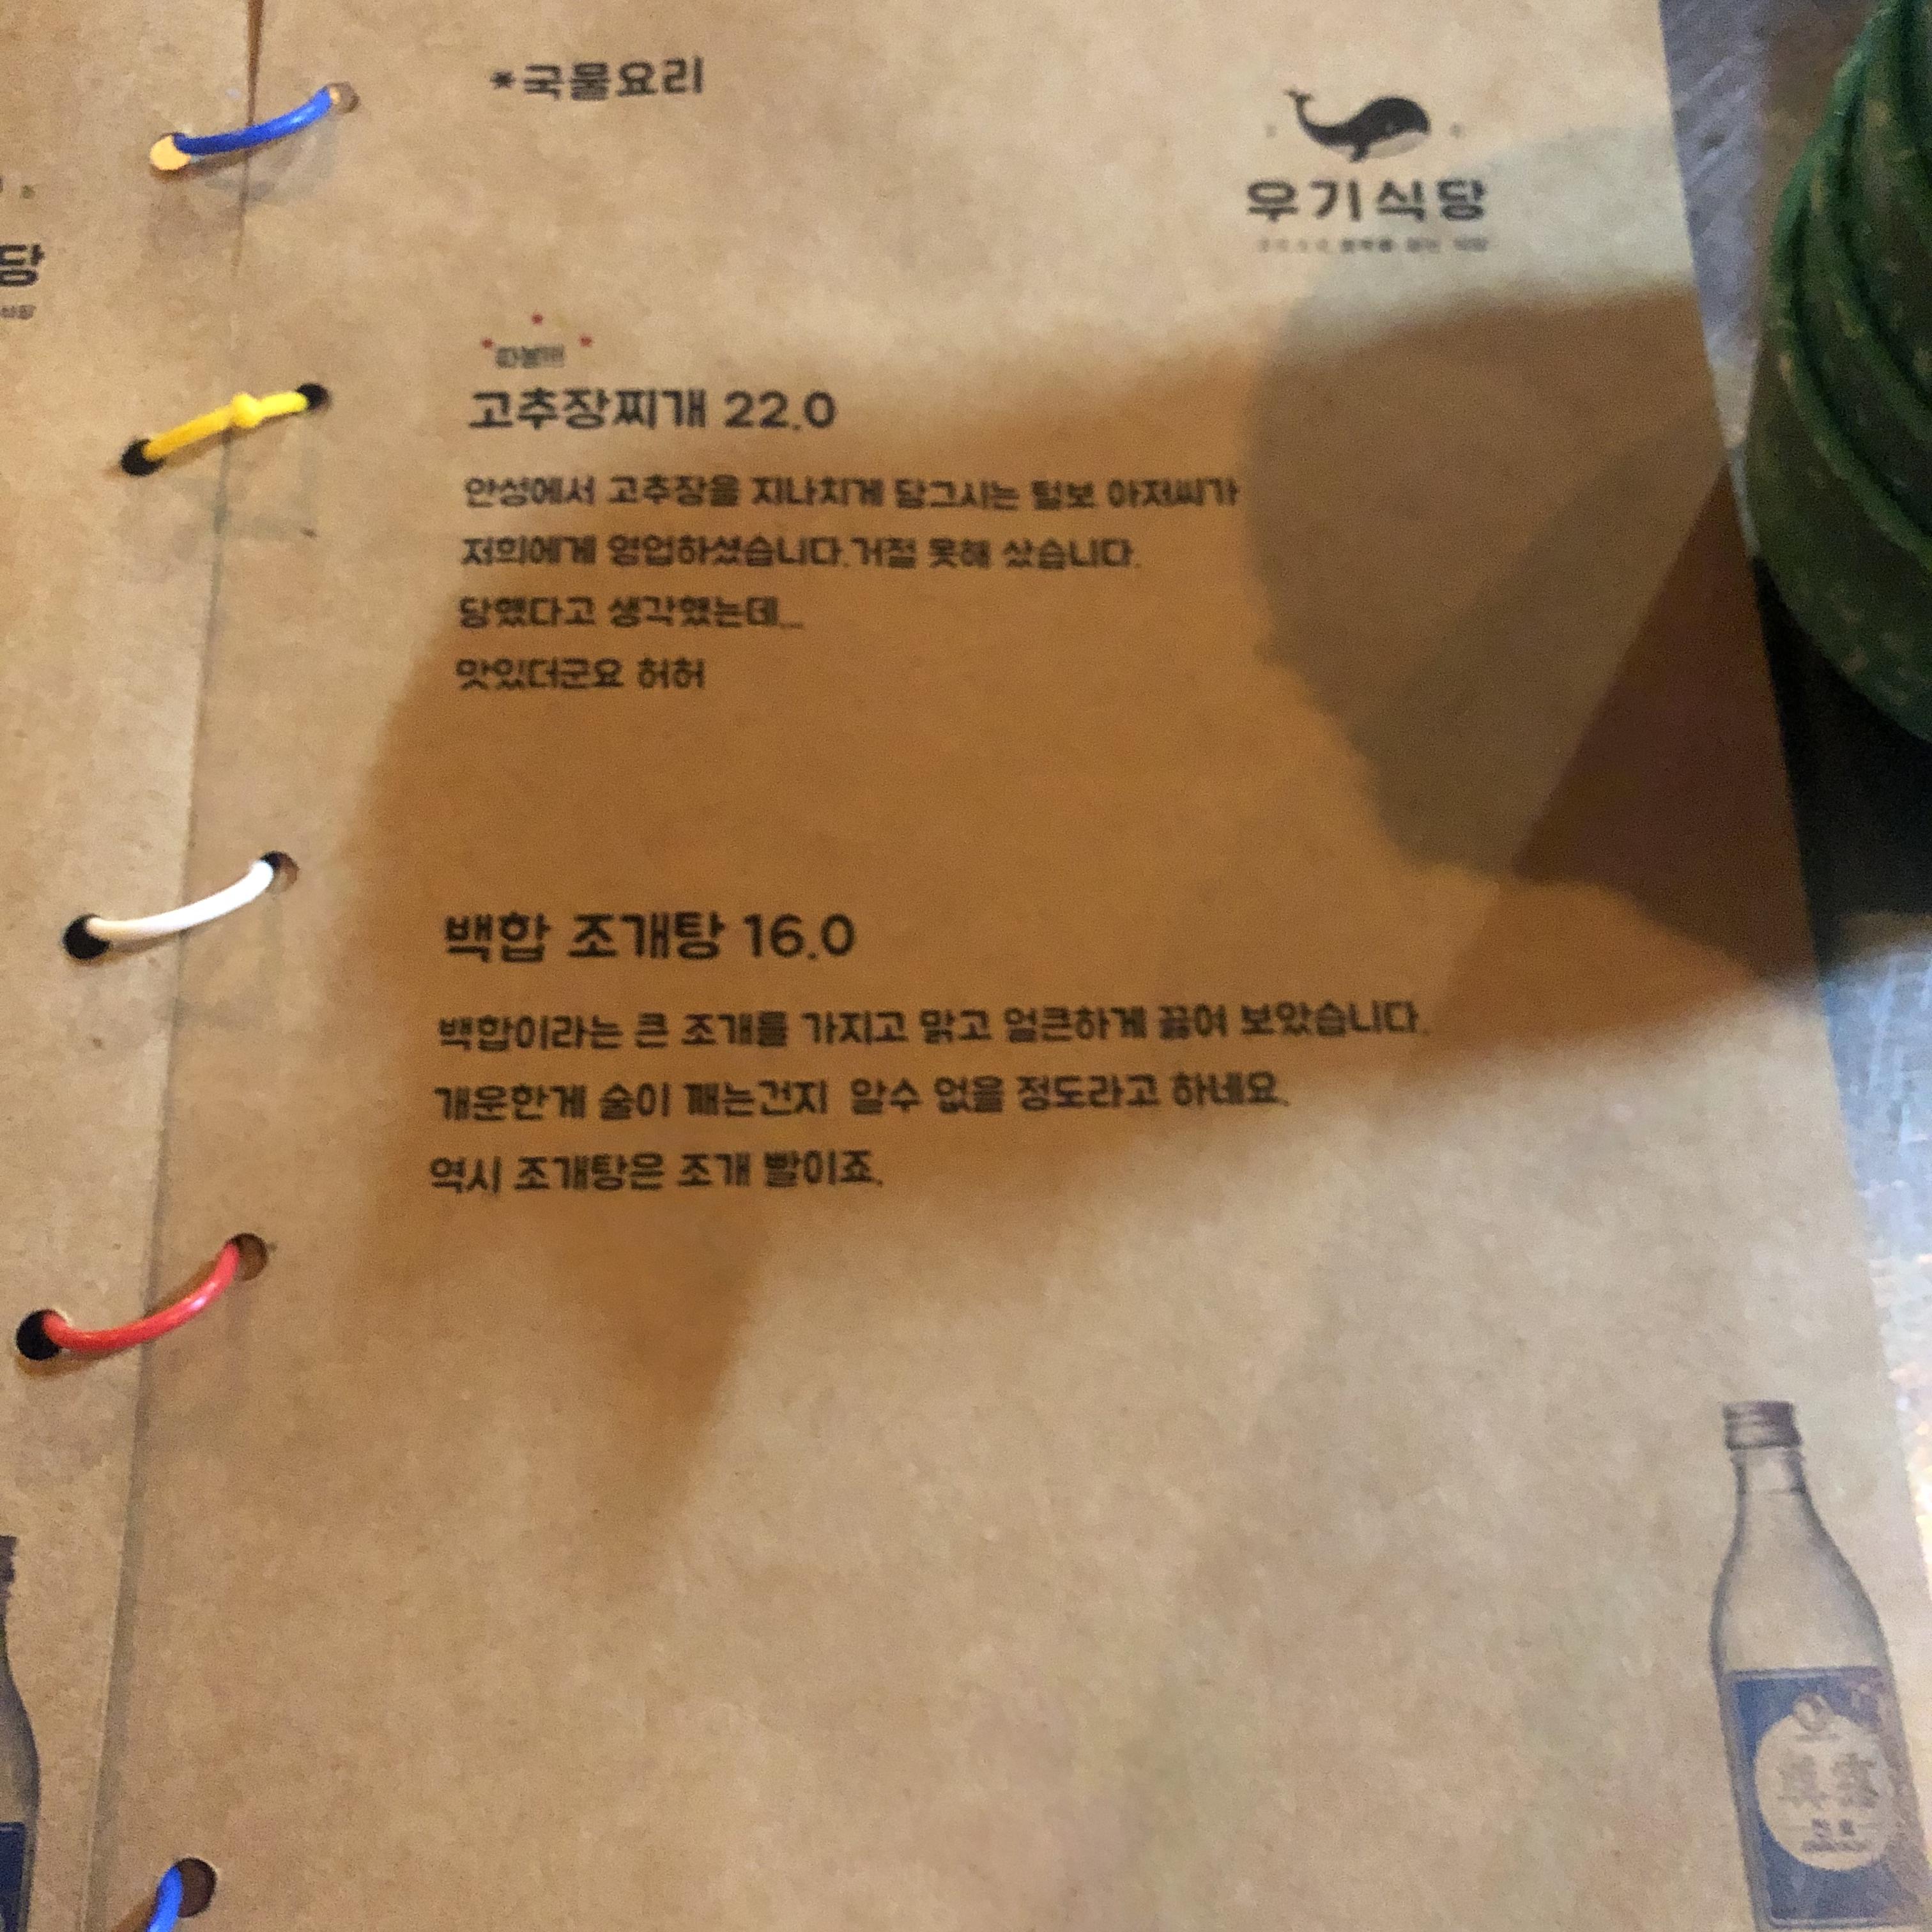 *국물요리
우기식당
따봉!!!
고추장찌개 22.0
안성에서 고추장을 지나치게 담그시는 털보 아저씨가
저희에게 영업하셨습니다.거절 못해 샀습니다.
당했다고 생각했는데...
맛있더군요 허허
백합 조개탕 16.0
백합이라는 큰 조개를 가지고 맑고 얼큰하게 끓여 보았습니다.
개운한게 술이 깨는건지 알수 없을 정도라고 하네요.
역시 조개탕은 조개 빨이죠.
당
식당